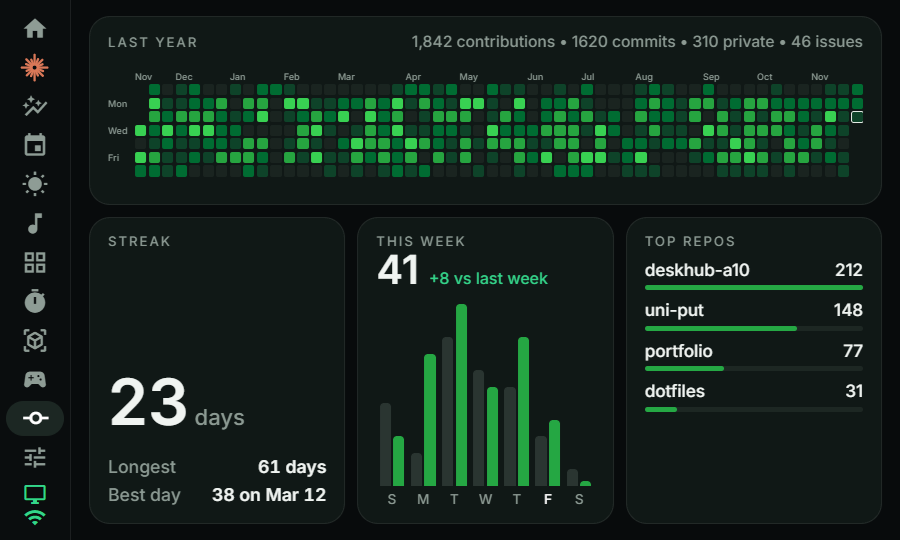 LAST YEAR
1,842 contributions • 1620 commits • 310 private • 46 issues
Nov Dec Jan Feb Mar Apr May Jun Jul Aug Sep Oct Nov
Mon
Wed
Fri
STREAK
23 days
Longest 61 days
Best day 38 on Mar 12
THIS WEEK
41 +8 vs last week
S M T W T F S
TOP REPOS
deskhub-a10 212
uni-put 148
portfolio 77
dotfiles 31